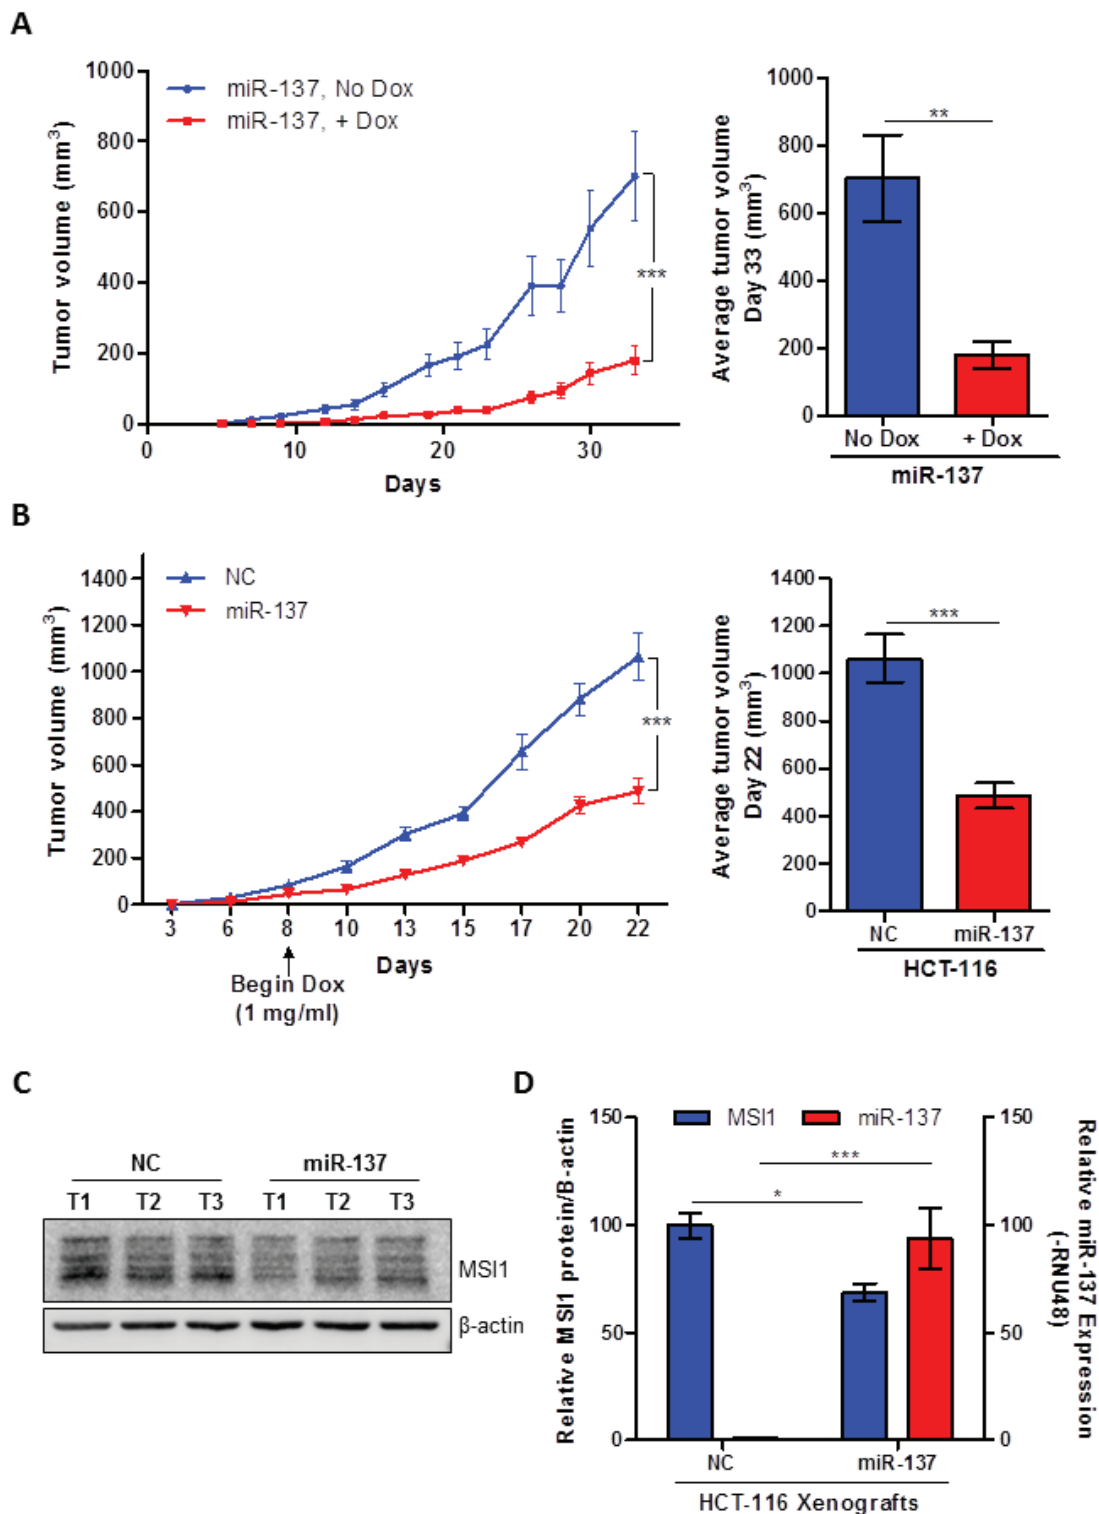 A
1000
800
600
400
200
0
Tumor volume (mm³)
miR-137, No Dox
miR-137, + Dox
***
0
10
20
30
Days
1000
800
600
400
200
0
Average tumor volume
Day 33 (mm³)
**
No Dox
+ Dox
miR-137
B
1400
1200
1000
800
600
400
200
0
Tumor volume (mm³)
NC
miR-137
***
3
6
8
10
13
15
17
20
22
Days
Begin Dox
(1 mg/ml)
1400
1200
1000
800
600
400
200
0
Average tumor volume
Day 22 (mm³)
***
NC
miR-137
HCT-116
C
NC
miR-137
T1 T2 T3 T1 T2 T3
MSI1
β-actin
D
MSI1
miR-137
150
100
50
0
Relative MSI1 protein/B-actin
***
*
150
100
50
0
Relative miR-137 Expression
(-RNU48)
NC
miR-137
HCT-116 Xenografts